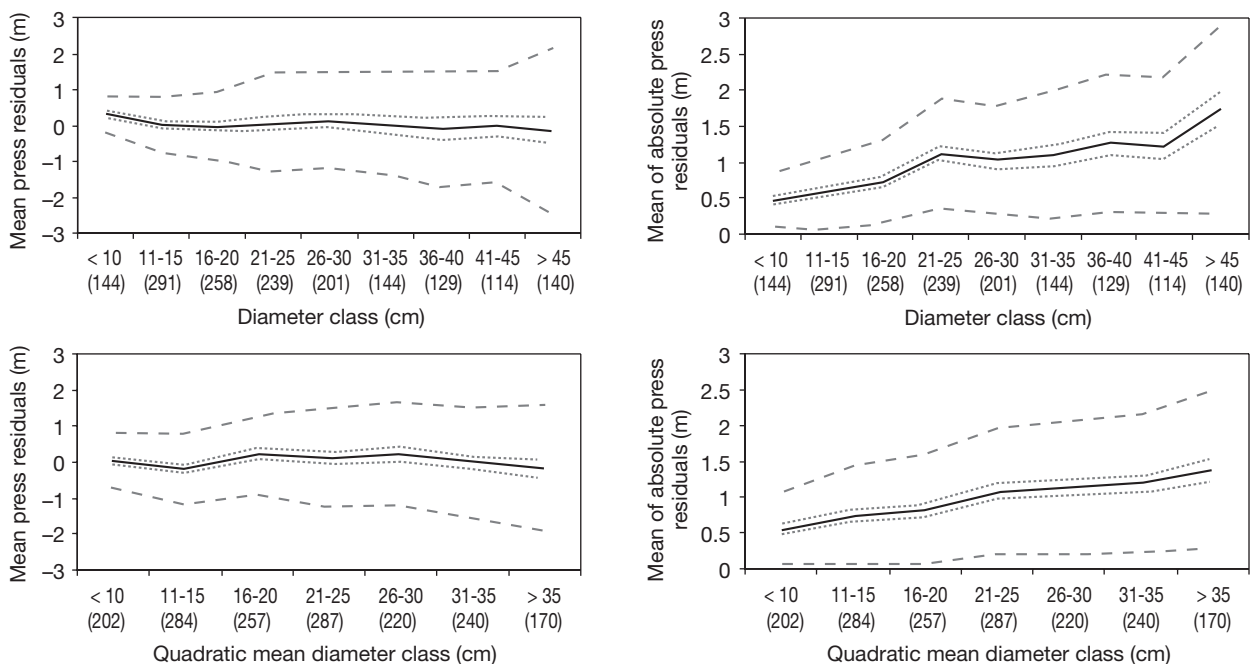 Mean press residuals (m)
3
2
1
0
–1
–2
–3
< 10 11-15 16-20 21-25 26-30 31-35 36-40 41-45 > 45
(144) (291) (258) (239) (201) (144) (129) (114) (140)
Diameter class (cm)
Mean of absolute press
residuals (m)
3
2.5
2
1.5
1
0.5
0
< 10 11-15 16-20 21-25 26-30 31-35 36-40 41-45 > 45
(144) (291) (258) (239) (201) (144) (129) (114) (140)
Diameter class (cm)
Mean press residuals (m)
3
2
1
0
–1
–2
–3
< 10 11-15 16-20 21-25 26-30 31-35 > 35
(202) (284) (257) (287) (220) (240) (170)
Quadratic mean diameter class (cm)
Mean of absolute press
residuals (m)
3
2.5
2
1.5
1
0.5
0
< 10 11-15 16-20 21-25 26-30 31-35 > 35
(202) (284) (257) (287) (220) (240) (170)
Quadratic mean diameter class (cm)